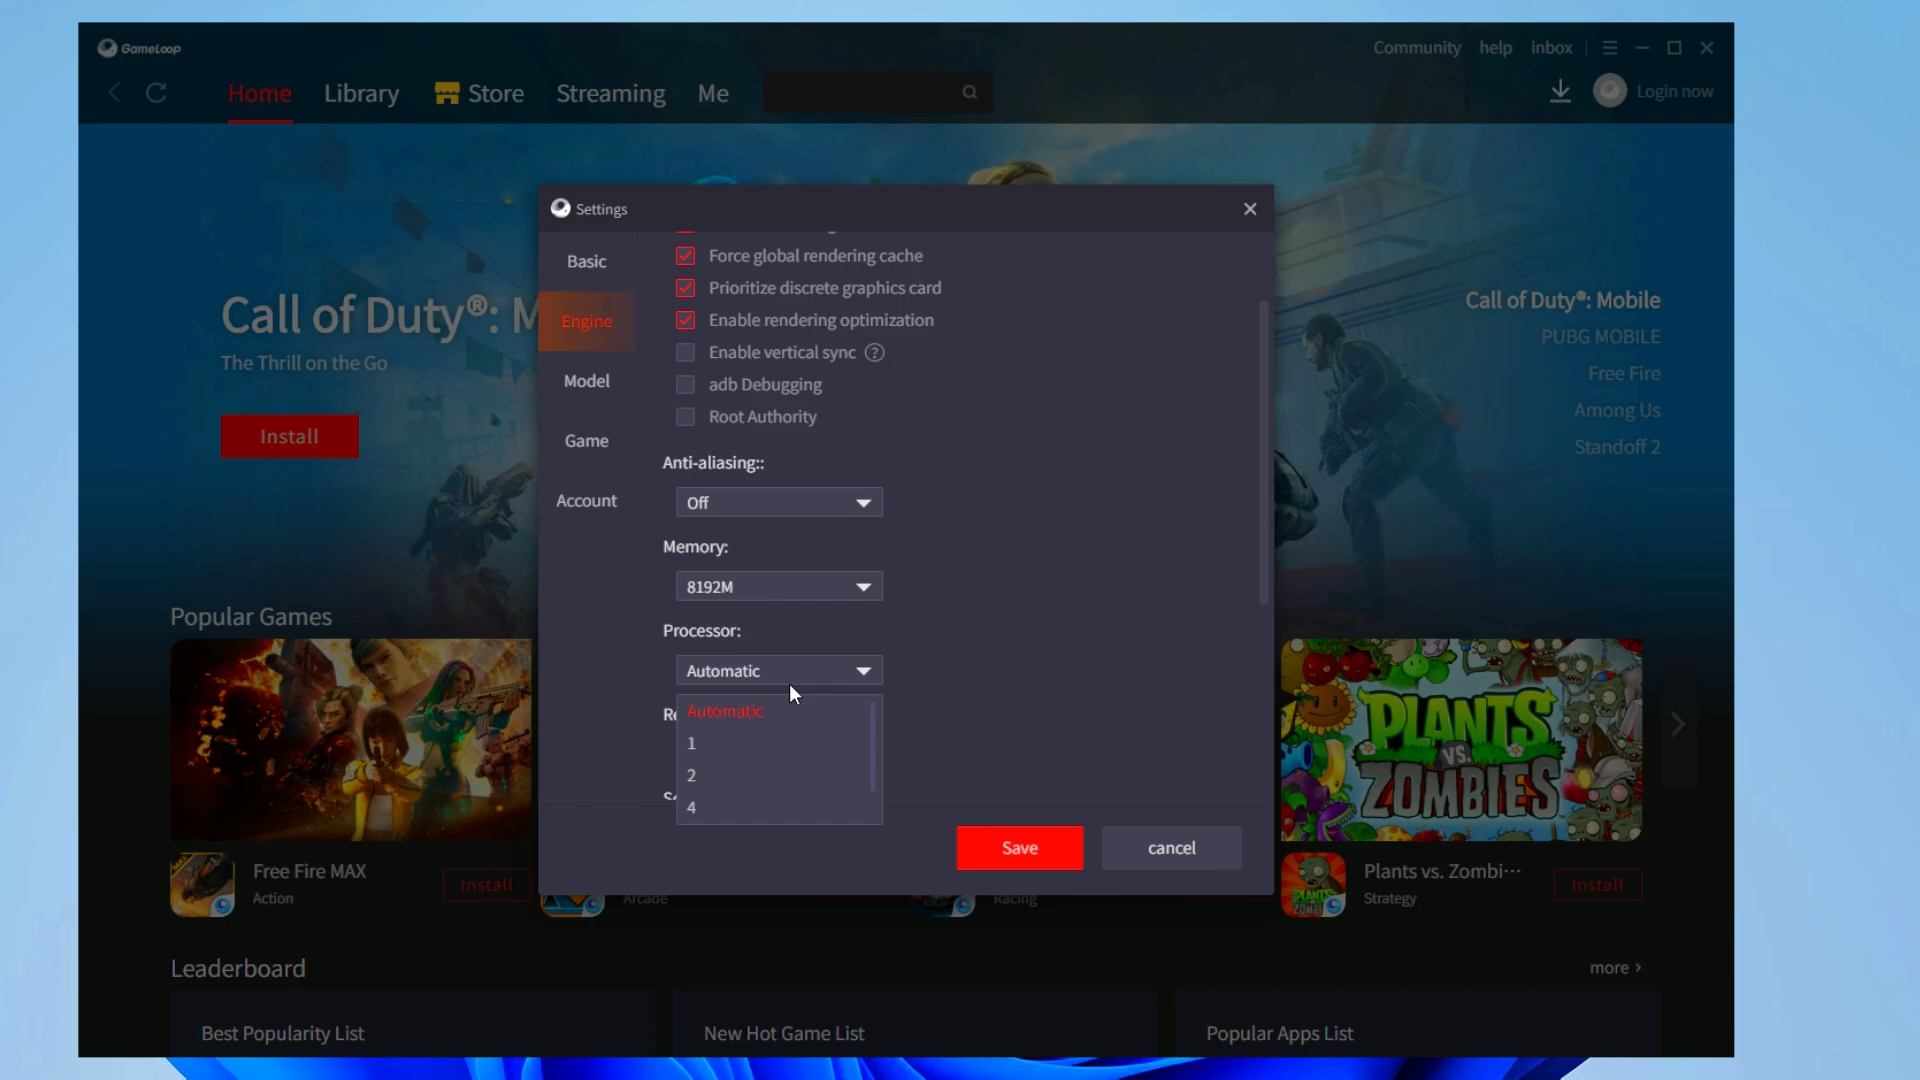 GameLoop
Community help inbox
Home Library Store Streaming Me
Login now
Settings
Basic
Engine
Model
Game
Account
Force global rendering cache
Prioritize discrete graphics card
Enable rendering optimization
Enable vertical sync ?
adb Debugging
Root Authority
Anti-aliasing::
Off
Memory:
8192M
Processor:
Automatic
Automatic
1
2
4
Save cancel
Call of Duty®: M
The Thrill on the Go
Install
Call of Duty®: Mobile
PUBG MOBILE
Free Fire
Among Us
Standoff 2
Popular Games
PLANTS
VS.
ZOMBIES
Free Fire MAX
Action
Install
Arcade
Racing
Plants vs. Zombi···
Strategy
Install
Leaderboard
more >
Best Popularity List
New Hot Game List
Popular Apps List